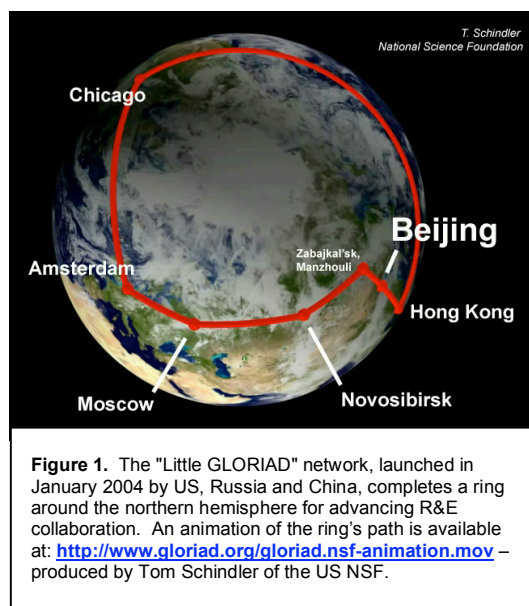 T. Schindler
National Science Foundation
Chicago
Beijing
Zabajkal'sk,
Manzhouli
Amsterdam
Hong Kong
Moscow
Novosibirsk
Figure 1. The "Little GLORIAD" network, launched in
January 2004 by US, Russia and China, completes a ring
around the northern hemisphere for advancing R&E
collaboration. An animation of the ring's path is available
at: http://www.gloriad.org/gloriad.nsf-animation.mov –
produced by Tom Schindler of the US NSF.